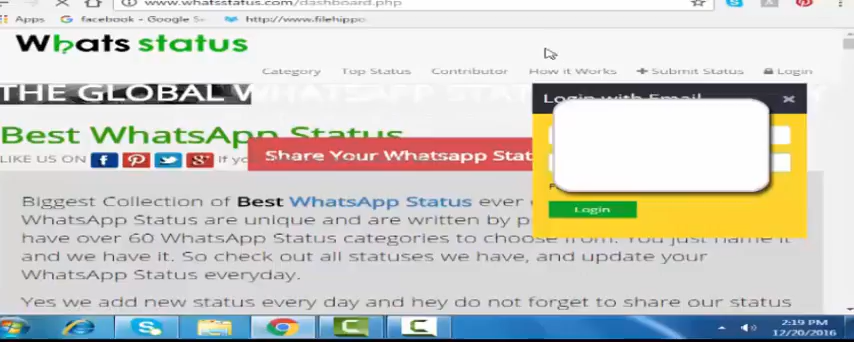 www.whatsstatus.com/dashboard.php
Apps
facebook - Google Se
http://www.filehippo
Whats status
Category
Top Status
Contributor
How it Works
Submit Status
Login
THE GLOBAL WHATSAPP STAT
Login with Email
Best WhatsApp Status
LIKE US ON
If
Share Your Whatsapp Stat
Biggest Collection of Best WhatsApp Status ever
WhatsApp Status are unique and are written by
Login
have over 60 WhatsApp Status categories to choose from. You just name it
and we have it. So check out all statuses we have, and update your
WhatsApp Status everyday.
Yes we add new status every day and hey do not forget to share our status
2:19 PM
12/20/2016